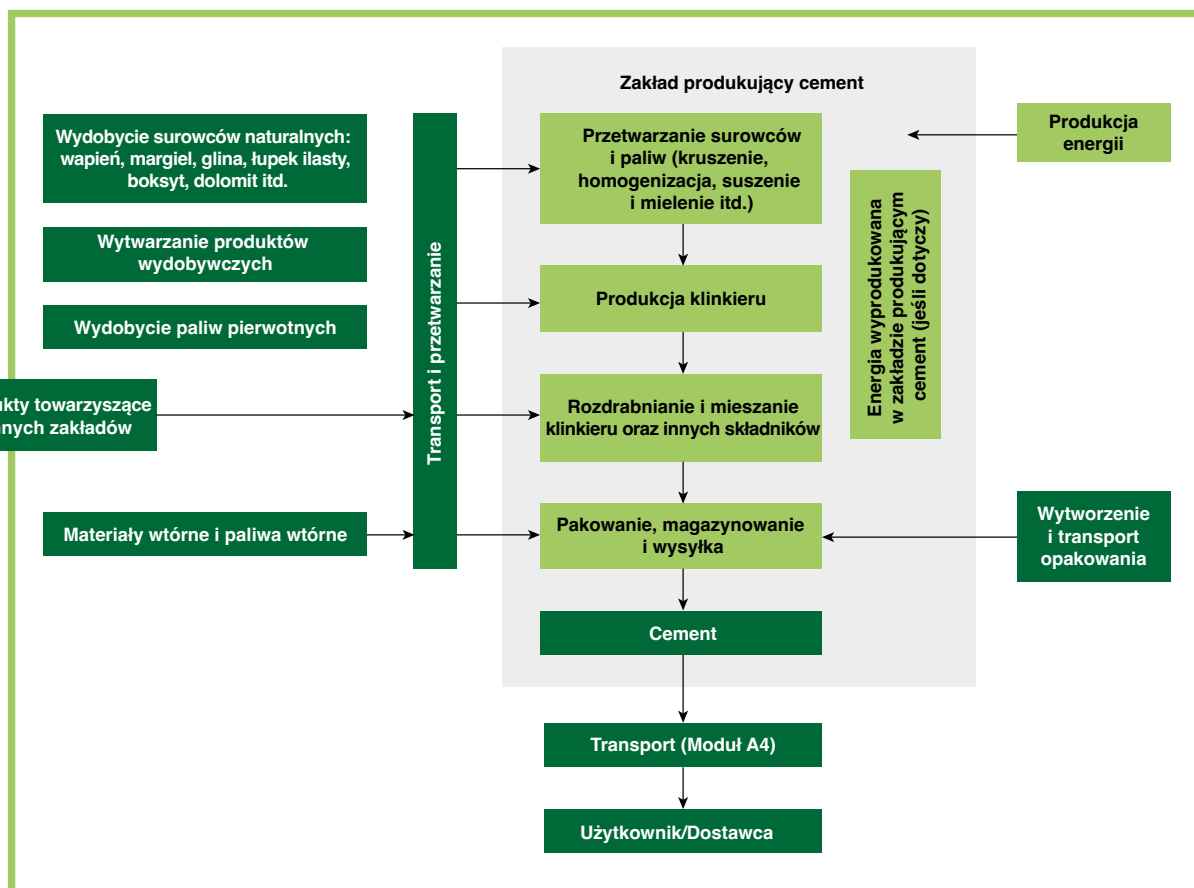 Zakład produkujący cement
Wydobycie surowców naturalnych:
wapień, margiel, glina, łupek ilasty,
boksyt, dolomit itd.
Wytwarzanie produktów
wydobywczych
Wydobycie paliw pierwotnych
towarzyszące
zakładów
Materiały wtórne i paliwa wtórne
Transport i przetwarzanie
Przetwarzanie surowców
i paliw (kruszenie,
homogenizacja, suszenie
i mielenie itd.)
Produkcja klinkieru
Rozdrabnianie i mieszanie
klinkieru oraz innych składników
Pakowanie, magazynowanie
i wysyłka
Cement
Transport (Moduł A4)
Użytkownik/Dostawca
Energia wyprodukowana
w zakładzie produkującym
cement (jeśli dotyczy)
Produkcja
energii
Wytworzenie
i transport
opakowania